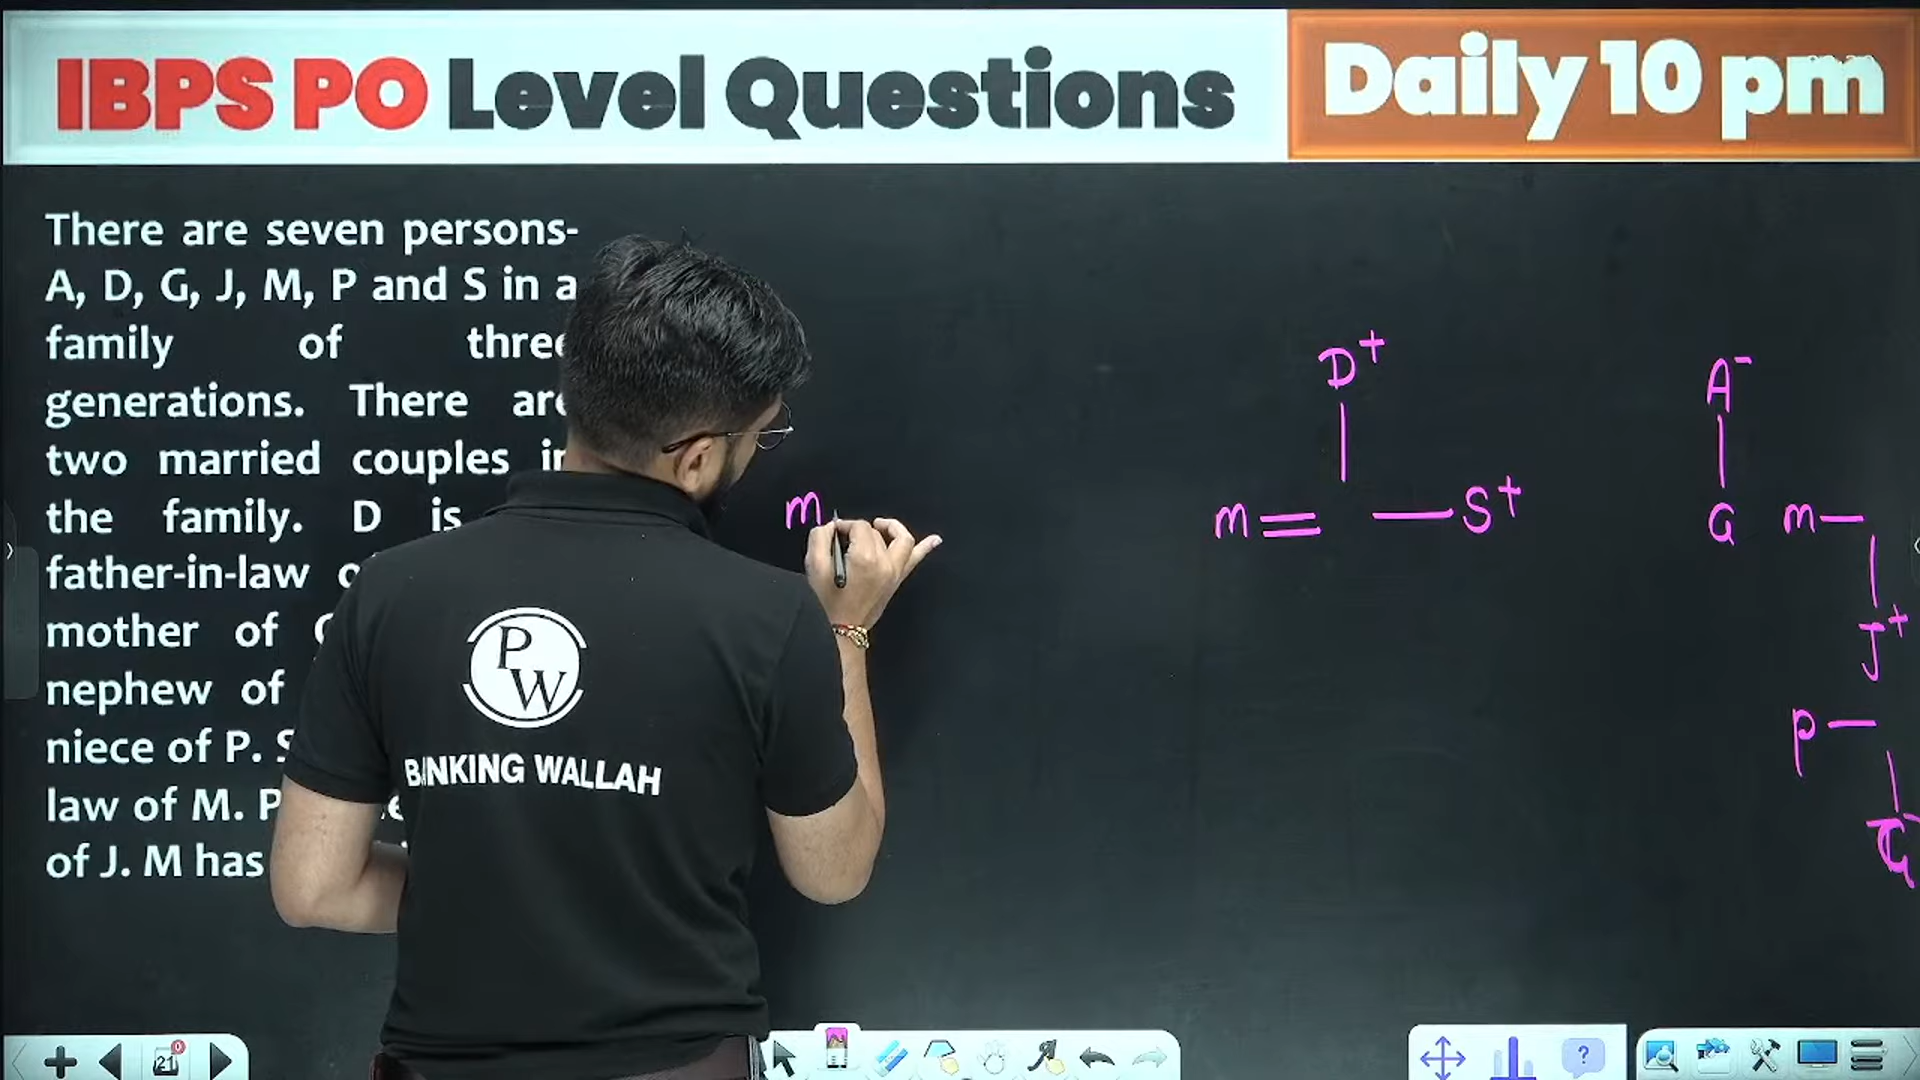 IBPS PO Level Questions
Daily 10 pm
There are seven persons-
A, D, G, J, M, P and S in a
family of three
generations. There are
two married couples in
the family. D is
father-in-law
mother of
nephew of
niece of P.
law of M. P
of J. M has
D+
m = — S+
A-
G
m —
J+
P —
G-
m
P
W
BANKING WALLAH
21
0
?